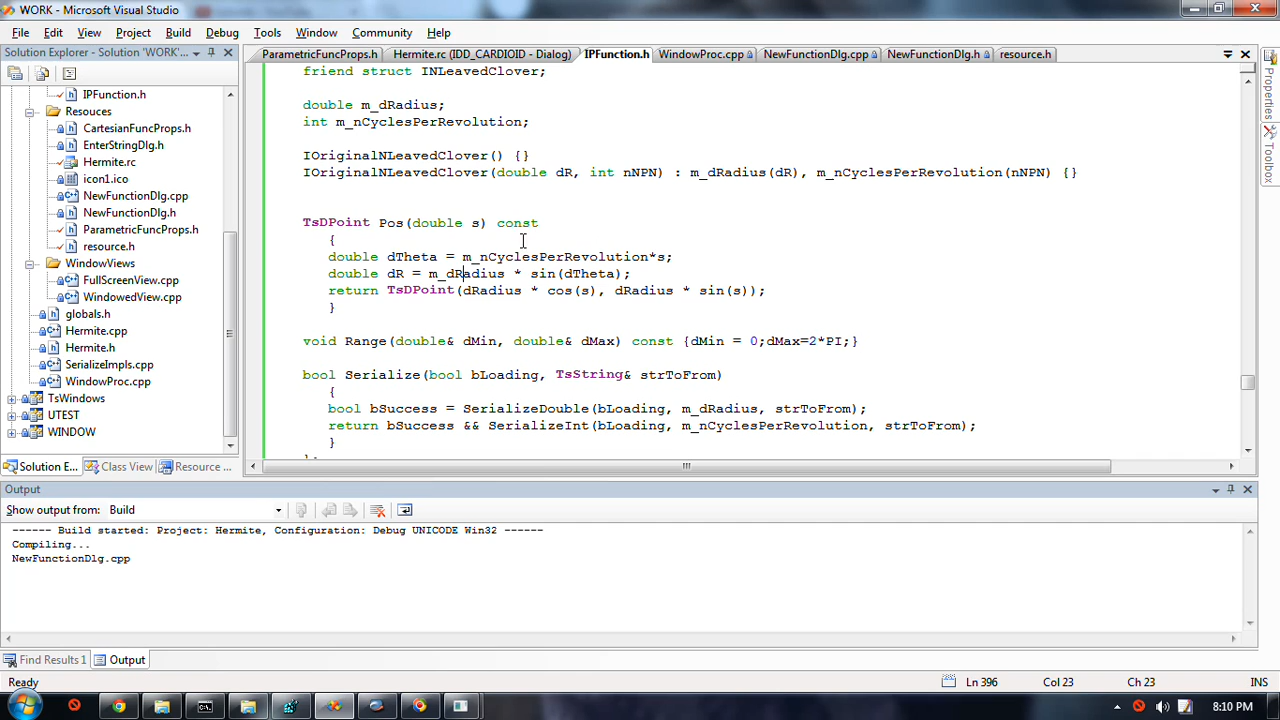 WORK - Microsoft Visual Studio
File Edit View Project Build Debug Tools Window Community Help
Solution Explorer - Solution 'WORK'...
ParametricFuncProps.h Hermite.rc (IDD_CARDIOID - Dialog) IPFunction.h WindowProc.cpp NewFunctionDlg.cpp NewFunctionDlg.h resource.h
IPFunction.h
Resouces
CartesianFuncProps.h
EnterStringDlg.h
Hermite.rc
icon1.ico
NewFunctionDlg.cpp
NewFunctionDlg.h
ParametricFuncProps.h
resource.h
WindowViews
FullScreenView.cpp
WindowedView.cpp
globals.h
Hermite.cpp
Hermite.h
SerializeImpls.cpp
WindowProc.cpp
TsWindows
UTEST
WINDOW
Solution E... Class View Resource ...
friend struct INLeavedClover;
double m_dRadius;
int m_nCyclesPerRevolution;
IOriginalNLeavedClover() {}
IOriginalNLeavedClover(double dR, int nNPN) : m_dRadius(dR), m_nCyclesPerRevolution(nNPN) {}
TsDPoint Pos(double s) const
{
double dTheta = m_nCyclesPerRevolution*s;
double dR = m_dRadius * sin(dTheta);
return TsDPoint(dRadius * cos(s), dRadius * sin(s));
}
void Range(double& dMin, double& dMax) const {dMin = 0;dMax=2*PI;}
bool Serialize(bool bLoading, TsString& strToFrom)
{
bool bSuccess = SerializeDouble(bLoading, m_dRadius, strToFrom);
return bSuccess && SerializeInt(bLoading, m_nCyclesPerRevolution, strToFrom);
}
Properties
Toolbox
Output
Show output from: Build
------ Build started: Project: Hermite, Configuration: Debug UNICODE Win32 ------
Compiling...
NewFunctionDlg.cpp
Find Results 1 Output
Ready Ln 396 Col 23 Ch 23 INS
8:10 PM